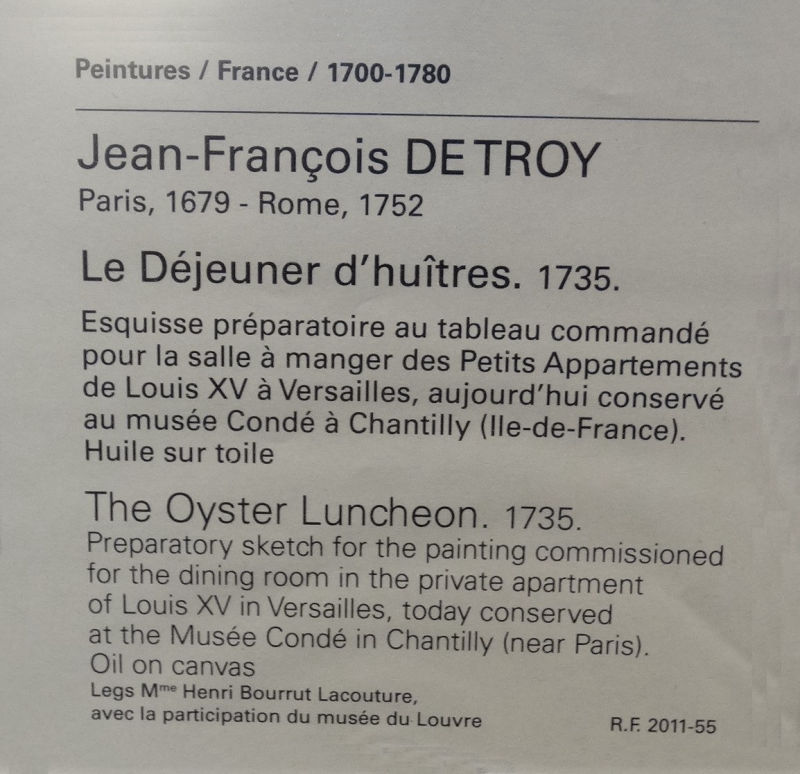 Peintures / France / 1700-1780
Jean-François DE TROY
Paris, 1679 - Rome, 1752
Le Déjeuner d'huîtres. 1735.
Esquisse préparatoire au tableau commandé
pour la salle à manger des Petits Appartements
de Louis XV à Versailles, aujourd'hui conservé
au musée Condé à Chantilly (Ile-de-France).
Huile sur toile
The Oyster Luncheon. 1735.
Preparatory sketch for the painting commissioned
for the dining room in the private apartment
of Louis XV in Versailles, today conserved
at the Musée Condé in Chantilly (near Paris).
Oil on canvas
Legs Mme Henri Bourrut Lacouture,
avec la participation du musée du Louvre
R.F. 2011-55